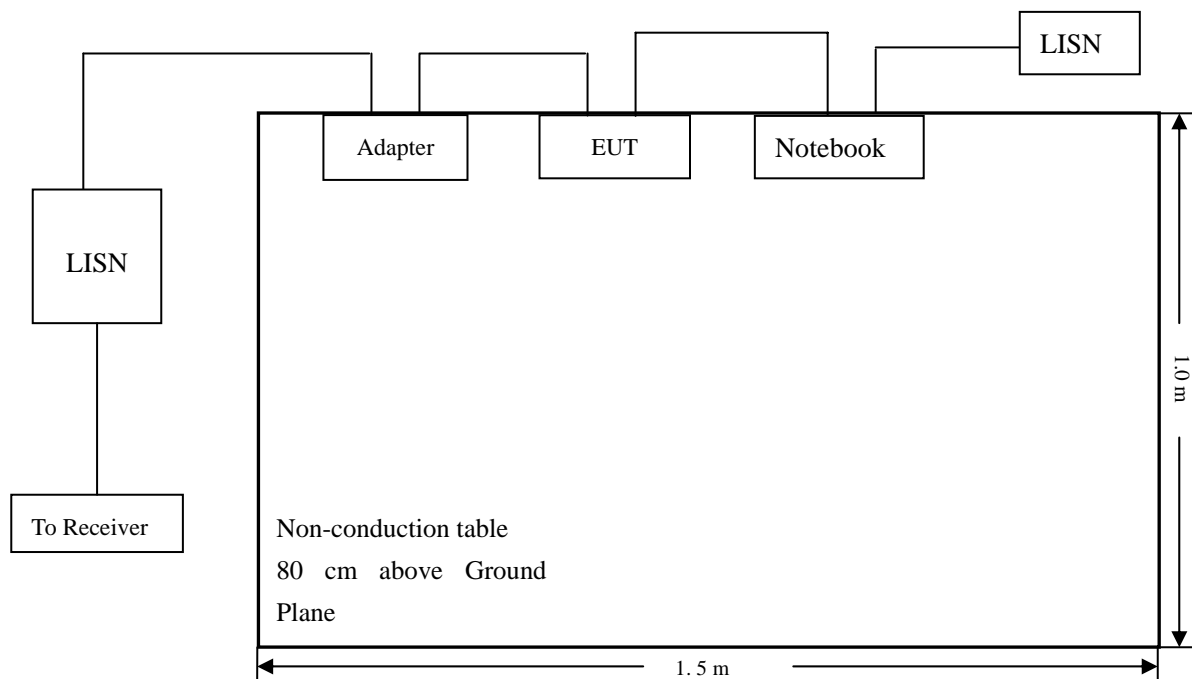 LISN
Adapter
EUT
Notebook
LISN
1.0 m
To Receiver
Non-conduction table
80 cm above Ground
Plane
1. 5 m